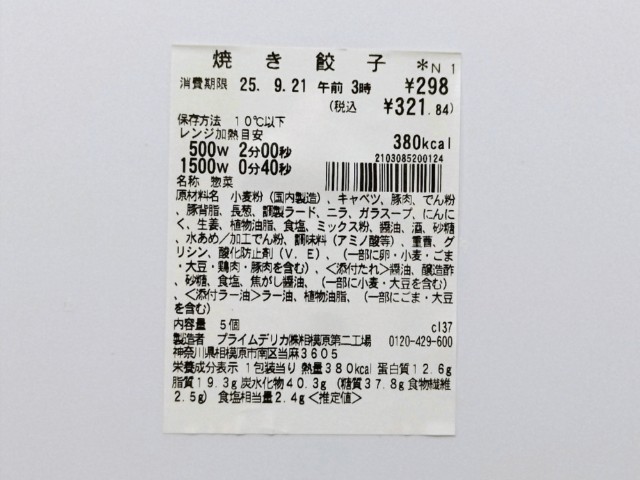 焼き餃子 *N 1
消費期限 25. 9.21 午前 3時 ¥298
(税込 ¥321.84)
保存方法 10℃以下
レンジ加熱目安 380kcal
500W 2分00秒
2103085200124
1500W 0分40秒
名称 惣菜
原材料名 小麦粉(国内製造)、キャベツ、豚肉、でん粉
、豚背脂、長葱、調製ラード、ニラ、ガラスープ、にんに
く、生姜、植物油脂、食塩、ミックス粉、醤油、酒、砂糖、
水あめ/加工でん粉、調味料(アミノ酸等)、重曹、グ
リシン、酸化防止剤(V.E)、(一部に卵・小麦・ごま
・大豆・鶏肉・豚肉を含む)、<添付たれ>醤油、醸造酢
、砂糖、食塩、焦がし醤油、(一部に小麦・大豆を含む)
、<添付ラー油>ラー油、植物油脂、(一部にごま・大豆
を含む)
内容量 5個 c137
製造者 プライムデリカ㈱相模原第二工場 0120-429-600
神奈川県相模原市南区当麻3605
栄養成分表示 1包装当り 熱量380kcal 蛋白質12.6g
脂質19.3g 炭水化物40.3g (糖質37.8g 食物繊維
2.5g) 食塩相当量2.4g<推定値>